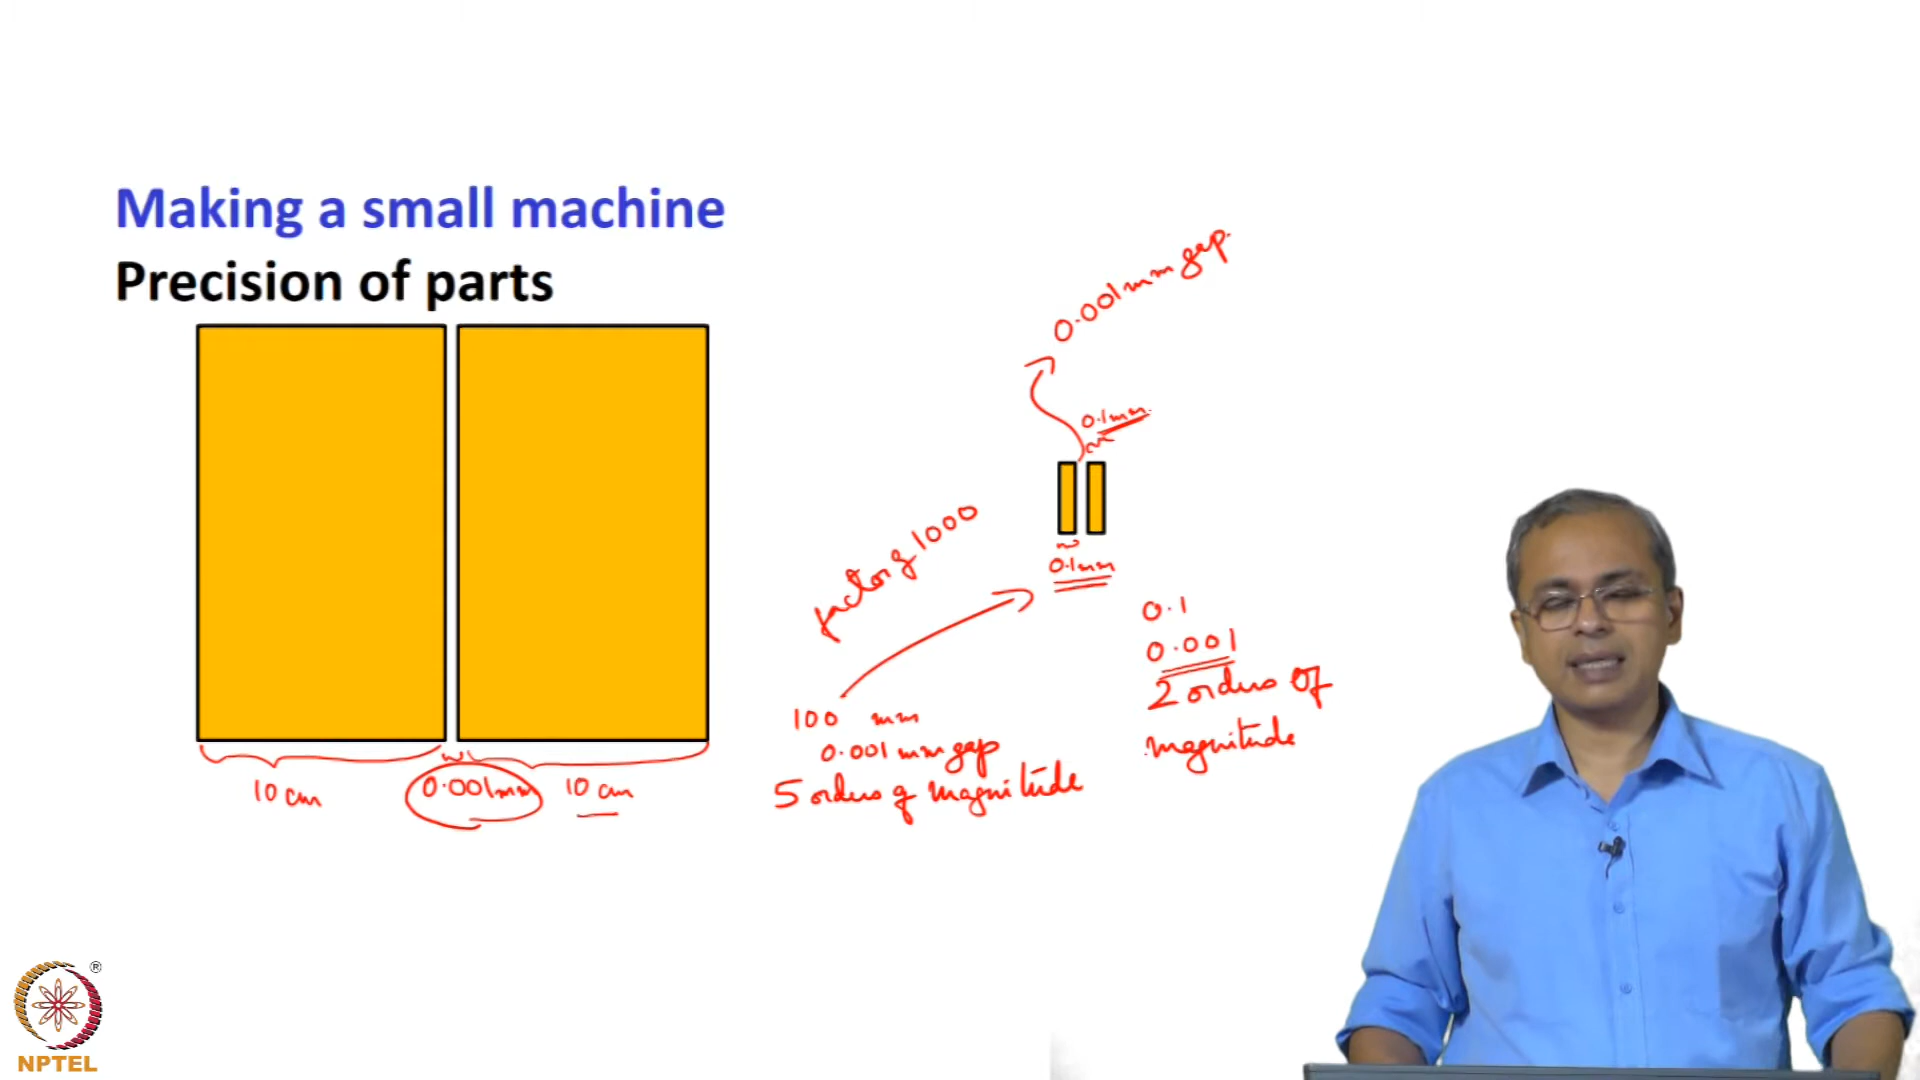 Making a small machine
Precision of parts
10 cm
0.001mm
10 cm
0.001mm gap.
0.1mm.
0.1mm
factor of 1000
100 mm
0.001 mm gap
5 orders of magnitude
0.1
0.001
2 orders of
magnitude
®
NPTEL